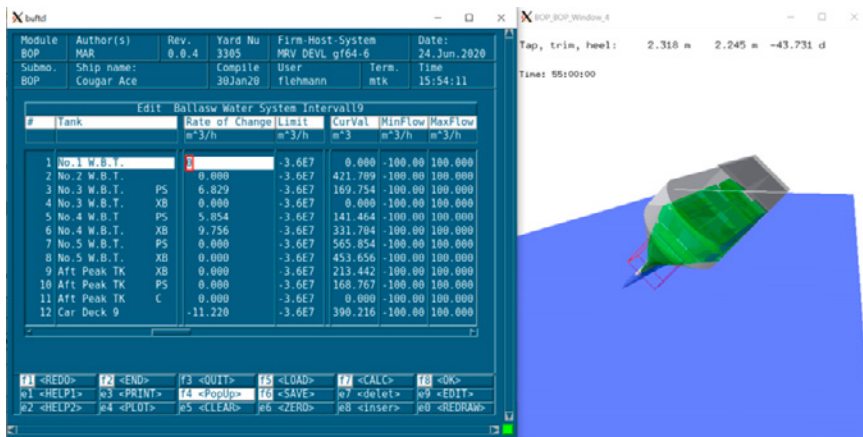 buftd
Module Author(s) Rev. Yard Nu Firm-Host-System Date:
BOP MAR 0.0.4 3305 MRV DEVL gf64-6 24.Jun.2020
Submo. Ship name: Compile User Term. Time
BOP Cougar Ace 30Jan20 flehmann mtk 15:54:11
Edit Ballasw Water System Intervall9
# Tank Rate of Change Limit CurVal MinFlow MaxFlow
m^3/h m^3/h m^3 m^3/h m^3/h
1 No.1 W.B.T. -3.6E7 0.000 -100.00 100.000
2 No.2 W.B.T. 0.000 -3.6E7 421.709 -100.00 100.000
3 No.3 W.B.T. PS 6.829 -3.6E7 169.754 -100.00 100.000
4 No.3 W.B.T. XB 0.000 -3.6E7 0.000 -100.00 100.000
5 No.4 W.B.T PS 5.854 -3.6E7 141.464 -100.00 100.000
6 No.4 W.B.T. XB 9.756 -3.6E7 331.704 -100.00 100.000
7 No.5 W.B.T. PS 0.000 -3.6E7 565.854 -100.00 100.000
8 No.5 W.B.T. XB 0.000 -3.6E7 453.656 -100.00 100.000
9 Aft Peak TK XB 0.000 -3.6E7 213.442 -100.00 100.000
10 Aft Peak TK PS 0.000 -3.6E7 168.767 -100.00 100.000
11 Aft Peak TK C 0.000 -3.6E7 0.000 -100.00 100.000
12 Car Deck 9 -11.220 -3.6E7 390.216 -100.00 100.000
f1 <REDO> f2 <END> f3 <QUIT> f5 <LOAD> f7 <CALC> f8 <OK>
e1 <HELP1> e3 <PRINT> f4 <PopUp> f6 <SAVE> e7 <delet> e9 <EDIT>
e2 <HELP2> e4 <PLOT> e5 <CLEAR> e6 <ZERO> e8 <inser> e0 <REDRAW>
BOP_BOP_Window_4
Tap, trim, heel: 2.318 m 2.245 m -43.731 d
Time: 55:00:00